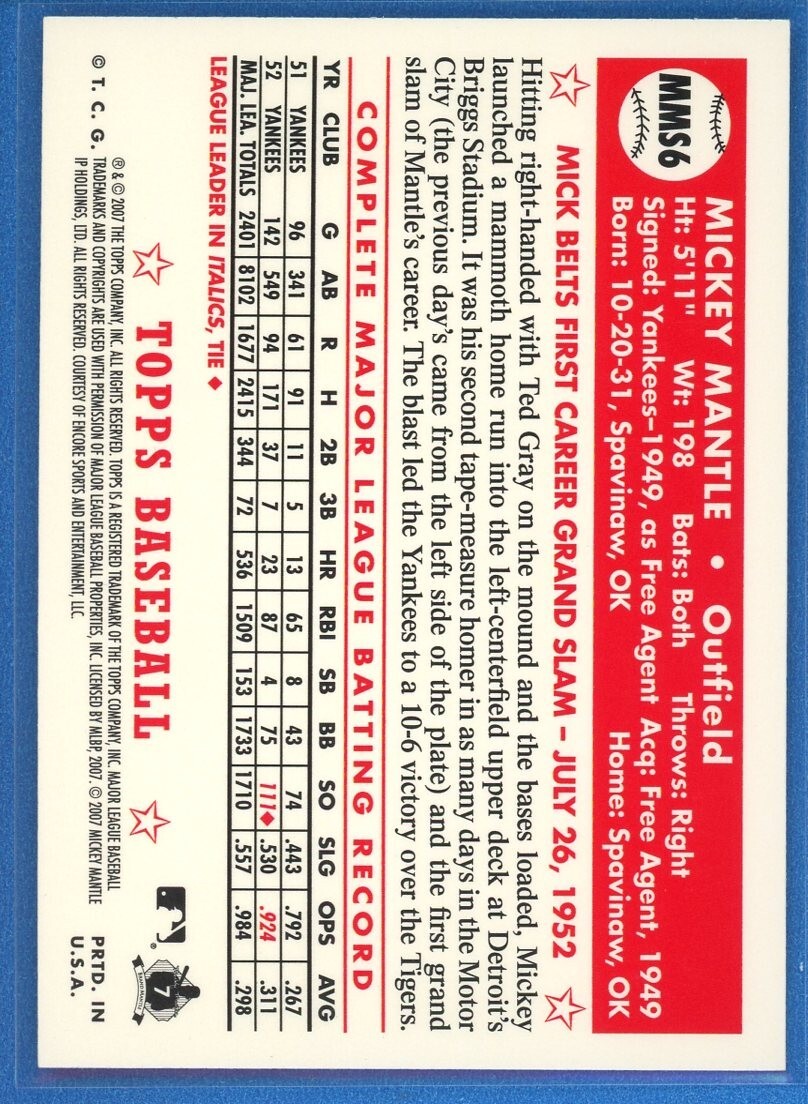 MMS6
MICKEY MANTLE • Outfield
Ht: 5'11" Wt: 198 Bats: Both Throws: Right
Signed: Yankees–1949, as Free Agent Acq: Free Agent, 1949
Born: 10-20-31, Spavinaw, OK Home: Spavinaw, OK
MICK BELTS FIRST CAREER GRAND SLAM – JULY 26, 1952
Hitting right-handed with Ted Gray on the mound and the bases loaded, Mickey
launched a mammoth home run into the left-centerfield upper deck at Detroit's
Briggs Stadium. It was his second tape-measure homer in as many days in the Motor
City (the previous day's came from the left side of the plate) and the first grand
slam of Mantle's career. The blast led the Yankees to a 10-6 victory over the Tigers.
COMPLETE MAJOR LEAGUE BATTING RECORD
YR CLUB G AB R H 2B 3B HR RBI SB BB SO SLG OPS AVG
51 YANKEES 96 341 61 91 11 5 13 65 8 43 74 .443 .792 .267
52 YANKEES 142 549 94 171 37 7 23 87 4 75 111♦ .530 .924 .311
MAJ. LEA. TOTALS 2401 8102 1677 2415 344 72 536 1509 153 1733 1710 .557 .984 .298
LEAGUE LEADER IN ITALICS, TIE ♦
TOPPS BASEBALL
® & © 2007 THE TOPPS COMPANY, INC. ALL RIGHTS RESERVED. TOPPS IS A REGISTERED TRADEMARK OF THE TOPPS COMPANY, INC. MAJOR LEAGUE BASEBALL
© T. C. G. TRADEMARKS AND COPYRIGHTS ARE USED WITH PERMISSION OF MAJOR LEAGUE BASEBALL PROPERTIES, INC. LICENSED BY MLBP, 2007. © 2007 MICKEY MANTLE
IP HOLDINGS, LTD. ALL RIGHTS RESERVED. COURTESY OF ENCORE SPORTS AND ENTERTAINMENT, LLC.
®
7
PRTD. IN
U.S.A.